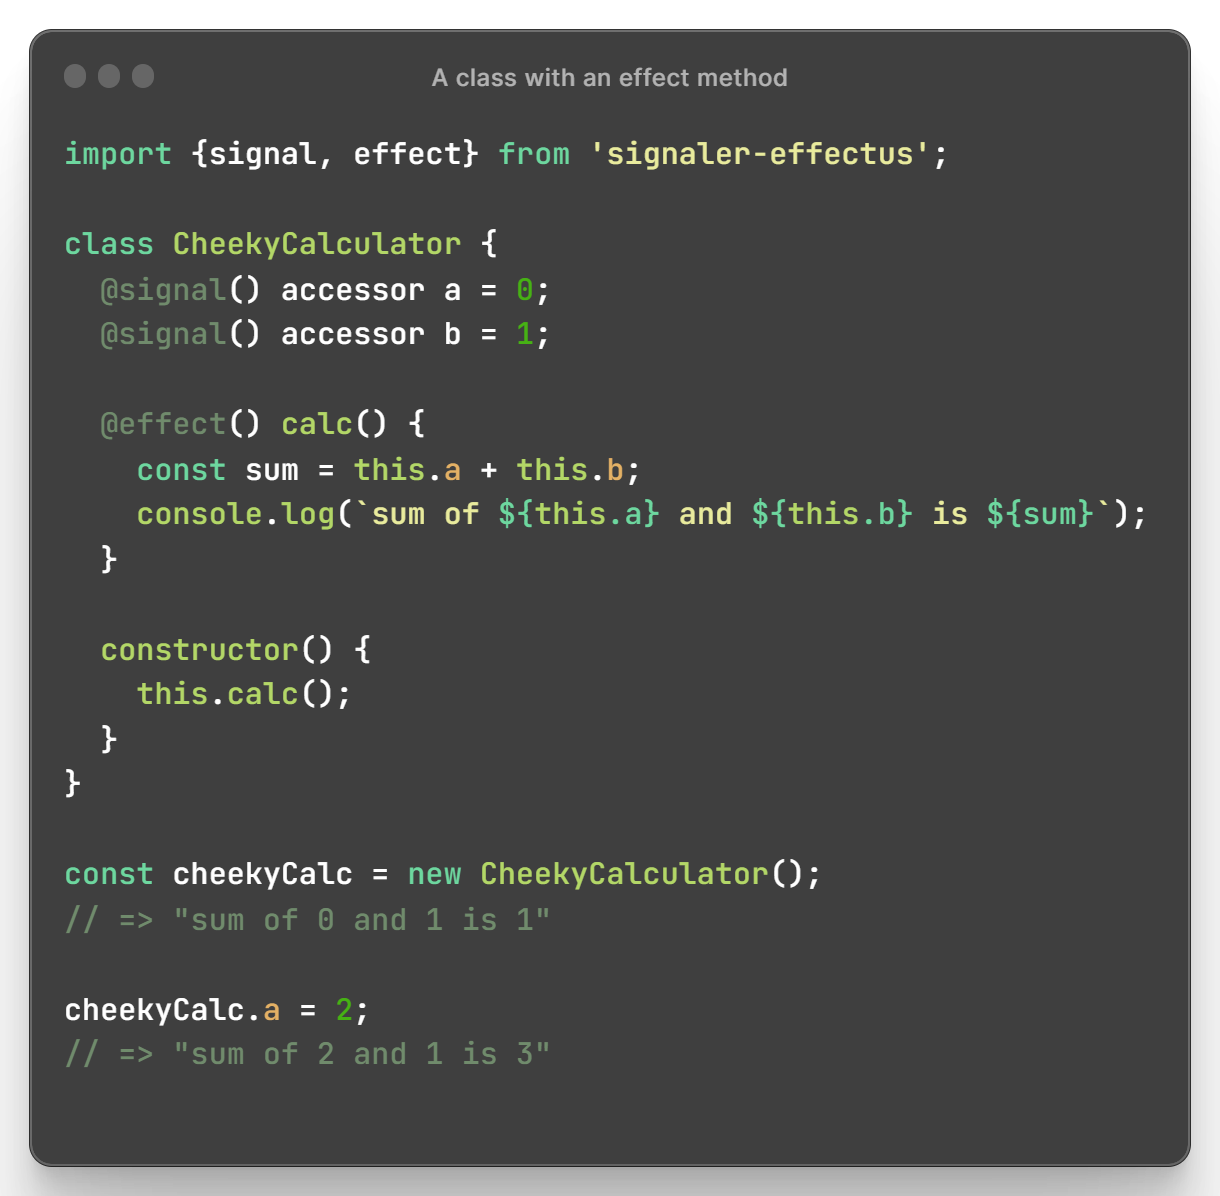 A class with an effect method
import {signal, effect} from 'signaler-effectus';
class CheekyCalculator {
  @signal() accessor a = 0;
  @signal() accessor b = 1;
  @effect() calc() {
    const sum = this.a + this.b;
    console.log(`sum of ${this.a} and ${this.b} is ${sum}`);
  }
  constructor() {
    this.calc();
  }
}
const cheekyCalc = new CheekyCalculator();
// => "sum of 0 and 1 is 1"
cheekyCalc.a = 2;
// => "sum of 2 and 1 is 3"